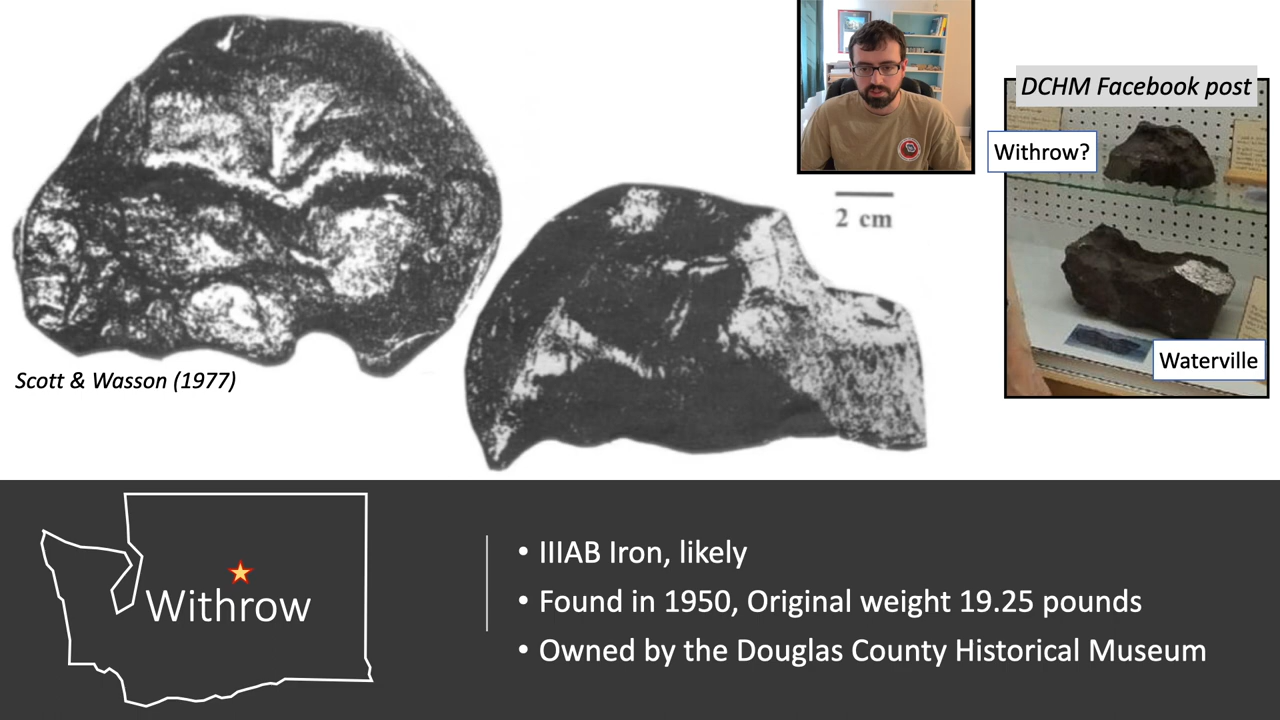 DCHM Facebook post
Withrow?
2 cm
Waterville
Scott & Wasson (1977)
Withrow
• IIIAB Iron, likely
• Found in 1950, Original weight 19.25 pounds
• Owned by the Douglas County Historical Museum